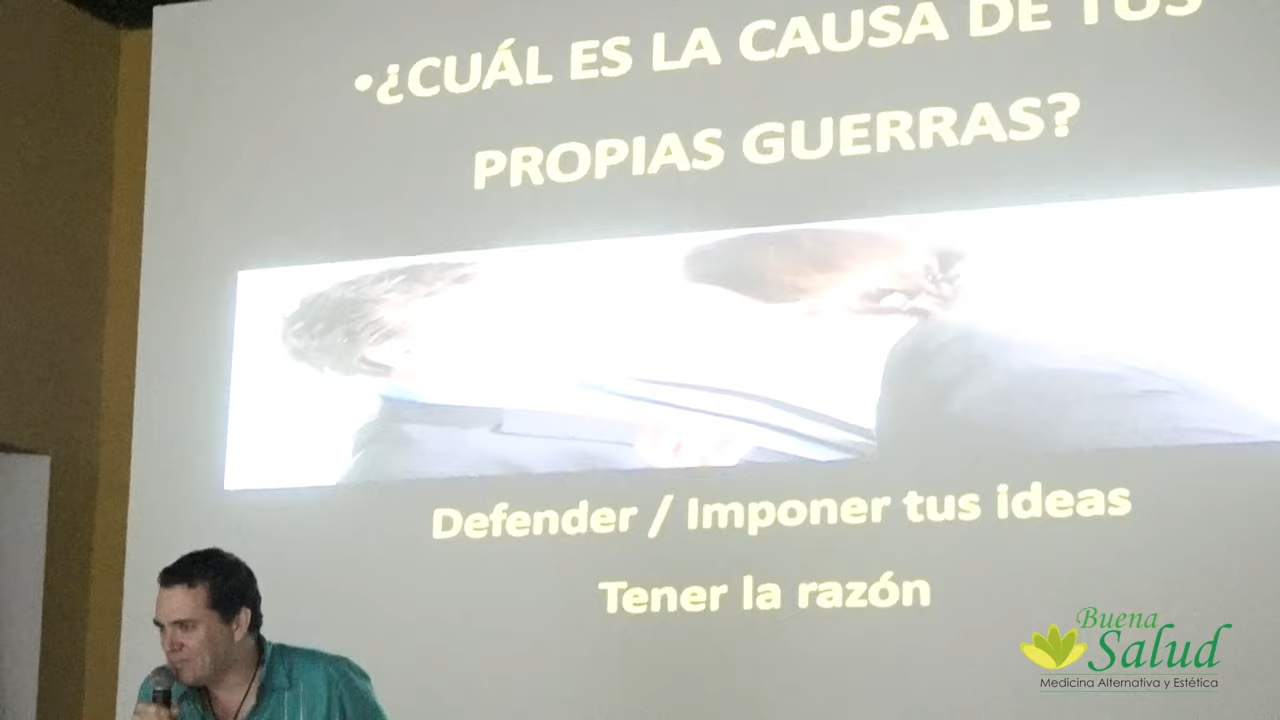 •¿CUÁL ES LA CAUSA DE TUS
PROPIAS GUERRAS?
Defender / Imponer tus ideas
Tener la razón
Buena
Salud
Medicina Alternativa y Estética